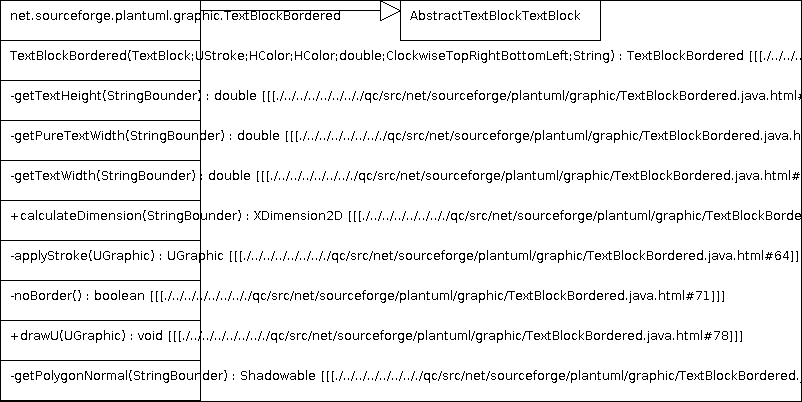 net.sourceforge.plantuml.graphic.TextBlockBordered
AbstractTextBlockTextBlock
TextBlockBordered(TextBlock;UStroke;HColor;HColor;double;ClockwiseTopRightBottomLeft;String) : TextBlockBordered [[[./../../..
-getTextHeight(StringBounder) : double [[[./../../../../../../../qc/src/net/sourceforge/plantuml/graphic/TextBlockBordered.java.html#
-getPureTextWidth(StringBounder) : double [[[./../../../../../../../qc/src/net/sourceforge/plantuml/graphic/TextBlockBordered.java.h
-getTextWidth(StringBounder) : double [[[./../../../../../../../qc/src/net/sourceforge/plantuml/graphic/TextBlockBordered.java.html#
+calculateDimension(StringBounder) : XDimension2D [[[./../../../../../../../qc/src/net/sourceforge/plantuml/graphic/TextBlockBorde
-applyStroke(UGraphic) : UGraphic [[[./../../../../../../../qc/src/net/sourceforge/plantuml/graphic/TextBlockBordered.java.html#64]]]
-noBorder() : boolean [[[./../../../../../../../qc/src/net/sourceforge/plantuml/graphic/TextBlockBordered.java.html#71]]]
+drawU(UGraphic) : void [[[./../../../../../../../qc/src/net/sourceforge/plantuml/graphic/TextBlockBordered.java.html#78]]]
-getPolygonNormal(StringBounder) : Shadowable [[[./../../../../../../../qc/src/net/sourceforge/plantuml/graphic/TextBlockBordered.